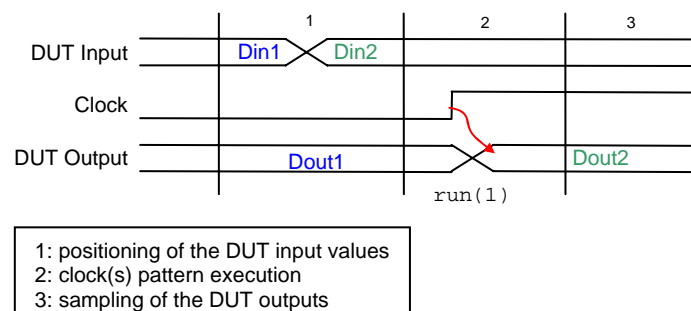 1 2 3
DUT Input Din1 Din2
Clock
DUT Output Dout1 Dout2
run(1)
1: positioning of the DUT input values
2: clock(s) pattern execution
3: sampling of the DUT outputs